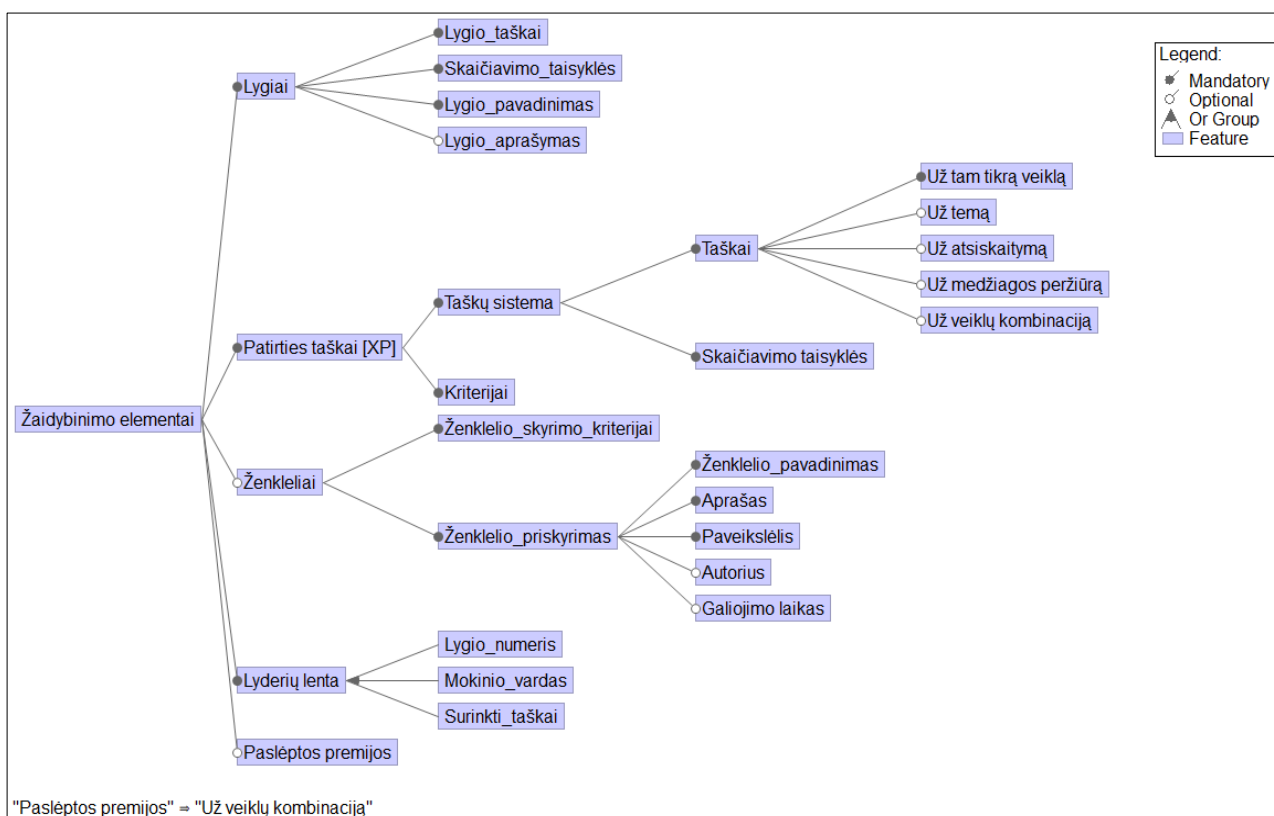 Lygio_taškai
Skaičiavimo_taisyklės
Lygiai
Lygio_pavadinimas
Lygio_aprašymas
Legend:
Mandatory
Optional
Or Group
Feature
Už tam tikrą veiklą
Už temą
Taškai
Už atsiskaitymą
Už medžiagos peržiūrą
Už veiklų kombinaciją
Taškų sistema
Skaičiavimo taisyklės
Patirties taškai [XP]
Kriterijai
Žaidybinimo elementai
Ženklelio_skyrimo_kriterijai
Ženkleliai
Ženklelio_priskyrimas
Ženklelio_pavadinimas
Aprašas
Paveikslėlis
Autorius
Galiojimo laikas
Lygio_numeris
Lyderių lenta
Mokinio_vardas
Surinkti_taškai
Paslėptos premijos
"Paslėptos premijos" ⇒ "Už veiklų kombinaciją"